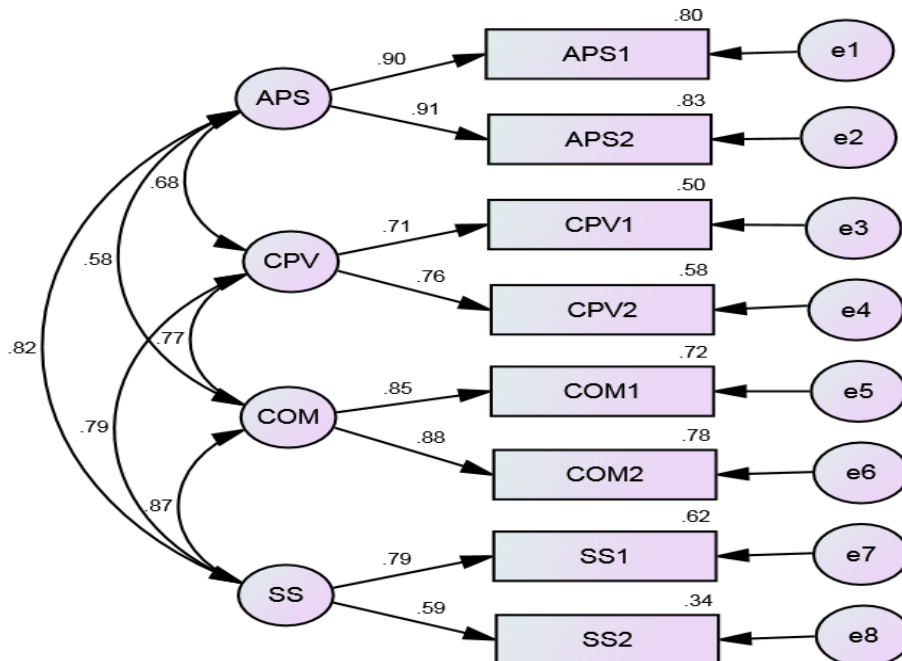 .80
APS1
e1
.90
APS
.91
.83
APS2
e2
.68
.50
CPV1
e3
.71
.58
CPV
.76
.58
CPV2
e4
.82
.77
.72
COM1
e5
.85
COM
.79
.88
.78
COM2
e6
.87
.62
SS1
e7
.79
SS
.59
.34
SS2
e8